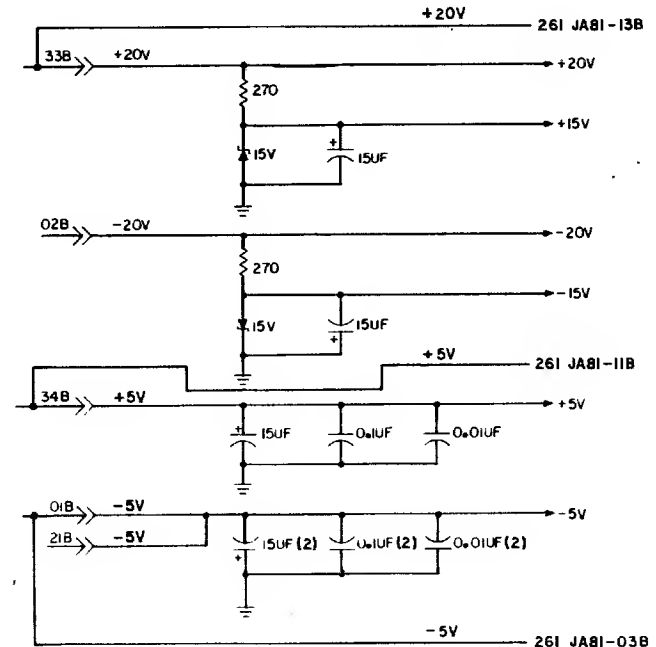 +20V 261 JA81-13B
33B +20V +20V
270
+15V
+
15V 15UF
02B -20V -20V
270
-15V
15V 15UF
+
+5V 261 JA81-11B
34B +5V +5V
+
15UF 0.1UF 0.01UF
01B -5V -5V
21B -5V 15UF(2) 0.1UF(2) 0.01UF(2)
+
-5V 261 JA81-03B